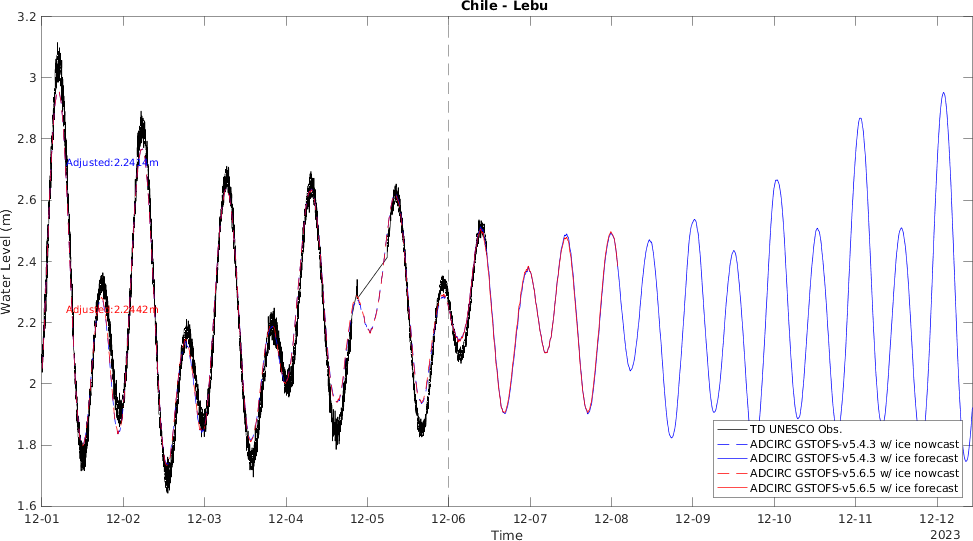 Chile - Lebu
3.2
3
2.8
2.6
2.4
2.2
2
1.8
1.6
Water Level (m)
Adjusted:2.2414m
Adjusted:2.2442m
TD UNESCO Obs.
ADCIRC GSTOFS-v5.4.3 w/ ice nowcast
ADCIRC GSTOFS-v5.4.3 w/ ice forecast
ADCIRC GSTOFS-v5.6.5 w/ ice nowcast
ADCIRC GSTOFS-v5.6.5 w/ ice forecast
12-01 12-02 12-03 12-04 12-05 12-06 12-07 12-08 12-09 12-10 12-11 12-12
Time
2023